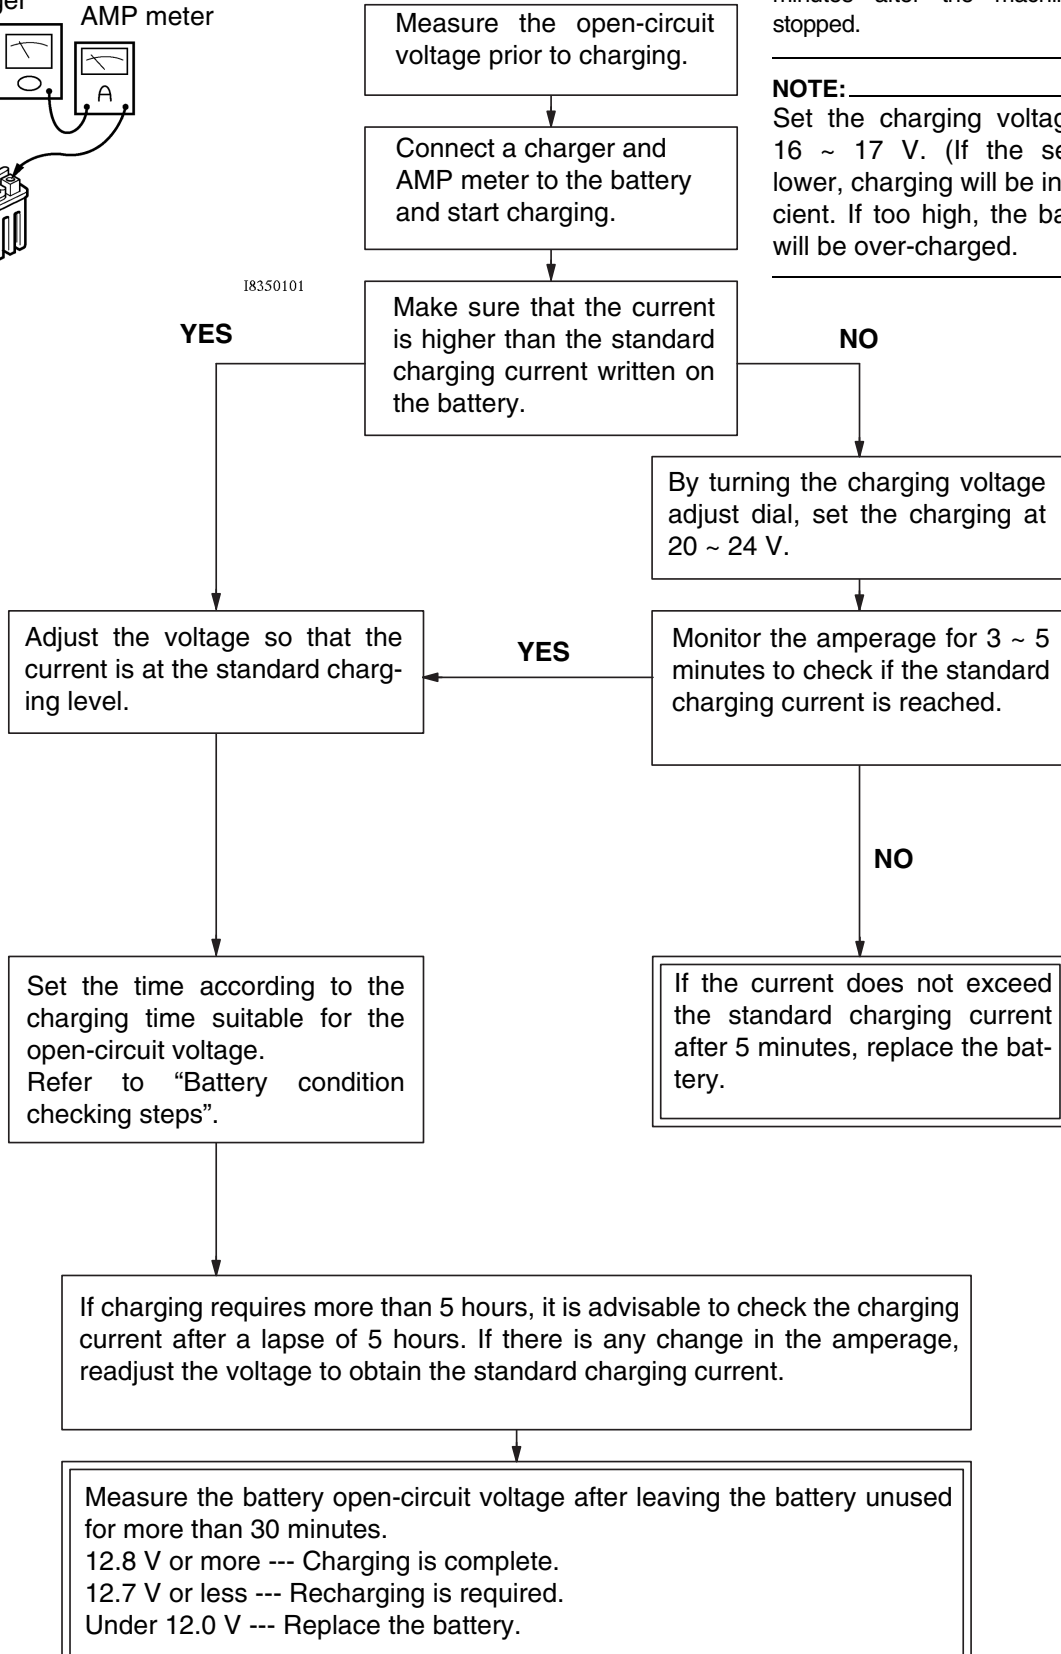 AMP meter
A
I8350101
Measure the open-circuit
voltage prior to charging.
stopped.
NOTE:
Set the charging
16 ~ 17 V. (If the
lower, charging will be
cient. If too high, the
will be over-charged.
Connect a charger and
AMP meter to the battery
and start charging.
Make sure that the current
is higher than the standard
charging current written on
the battery.
YES
NO
By turning the charging voltage
adjust dial, set the charging at
20 ~ 24 V.
Adjust the voltage so that the
current is at the standard charg-
ing level.
YES
Monitor the amperage for 3 ~ 5
minutes to check if the standard
charging current is reached.
NO
Set the time according to the
charging time suitable for the
open-circuit voltage.
Refer to “Battery condition
checking steps”.
If the current does not exceed
the standard charging current
after 5 minutes, replace the bat-
tery.
If charging requires more than 5 hours, it is advisable to check the charging
current after a lapse of 5 hours. If there is any change in the amperage,
readjust the voltage to obtain the standard charging current.
Measure the battery open-circuit voltage after leaving the battery unused
for more than 30 minutes.
12.8 V or more --- Charging is complete.
12.7 V or less --- Recharging is required.
Under 12.0 V --- Replace the battery.